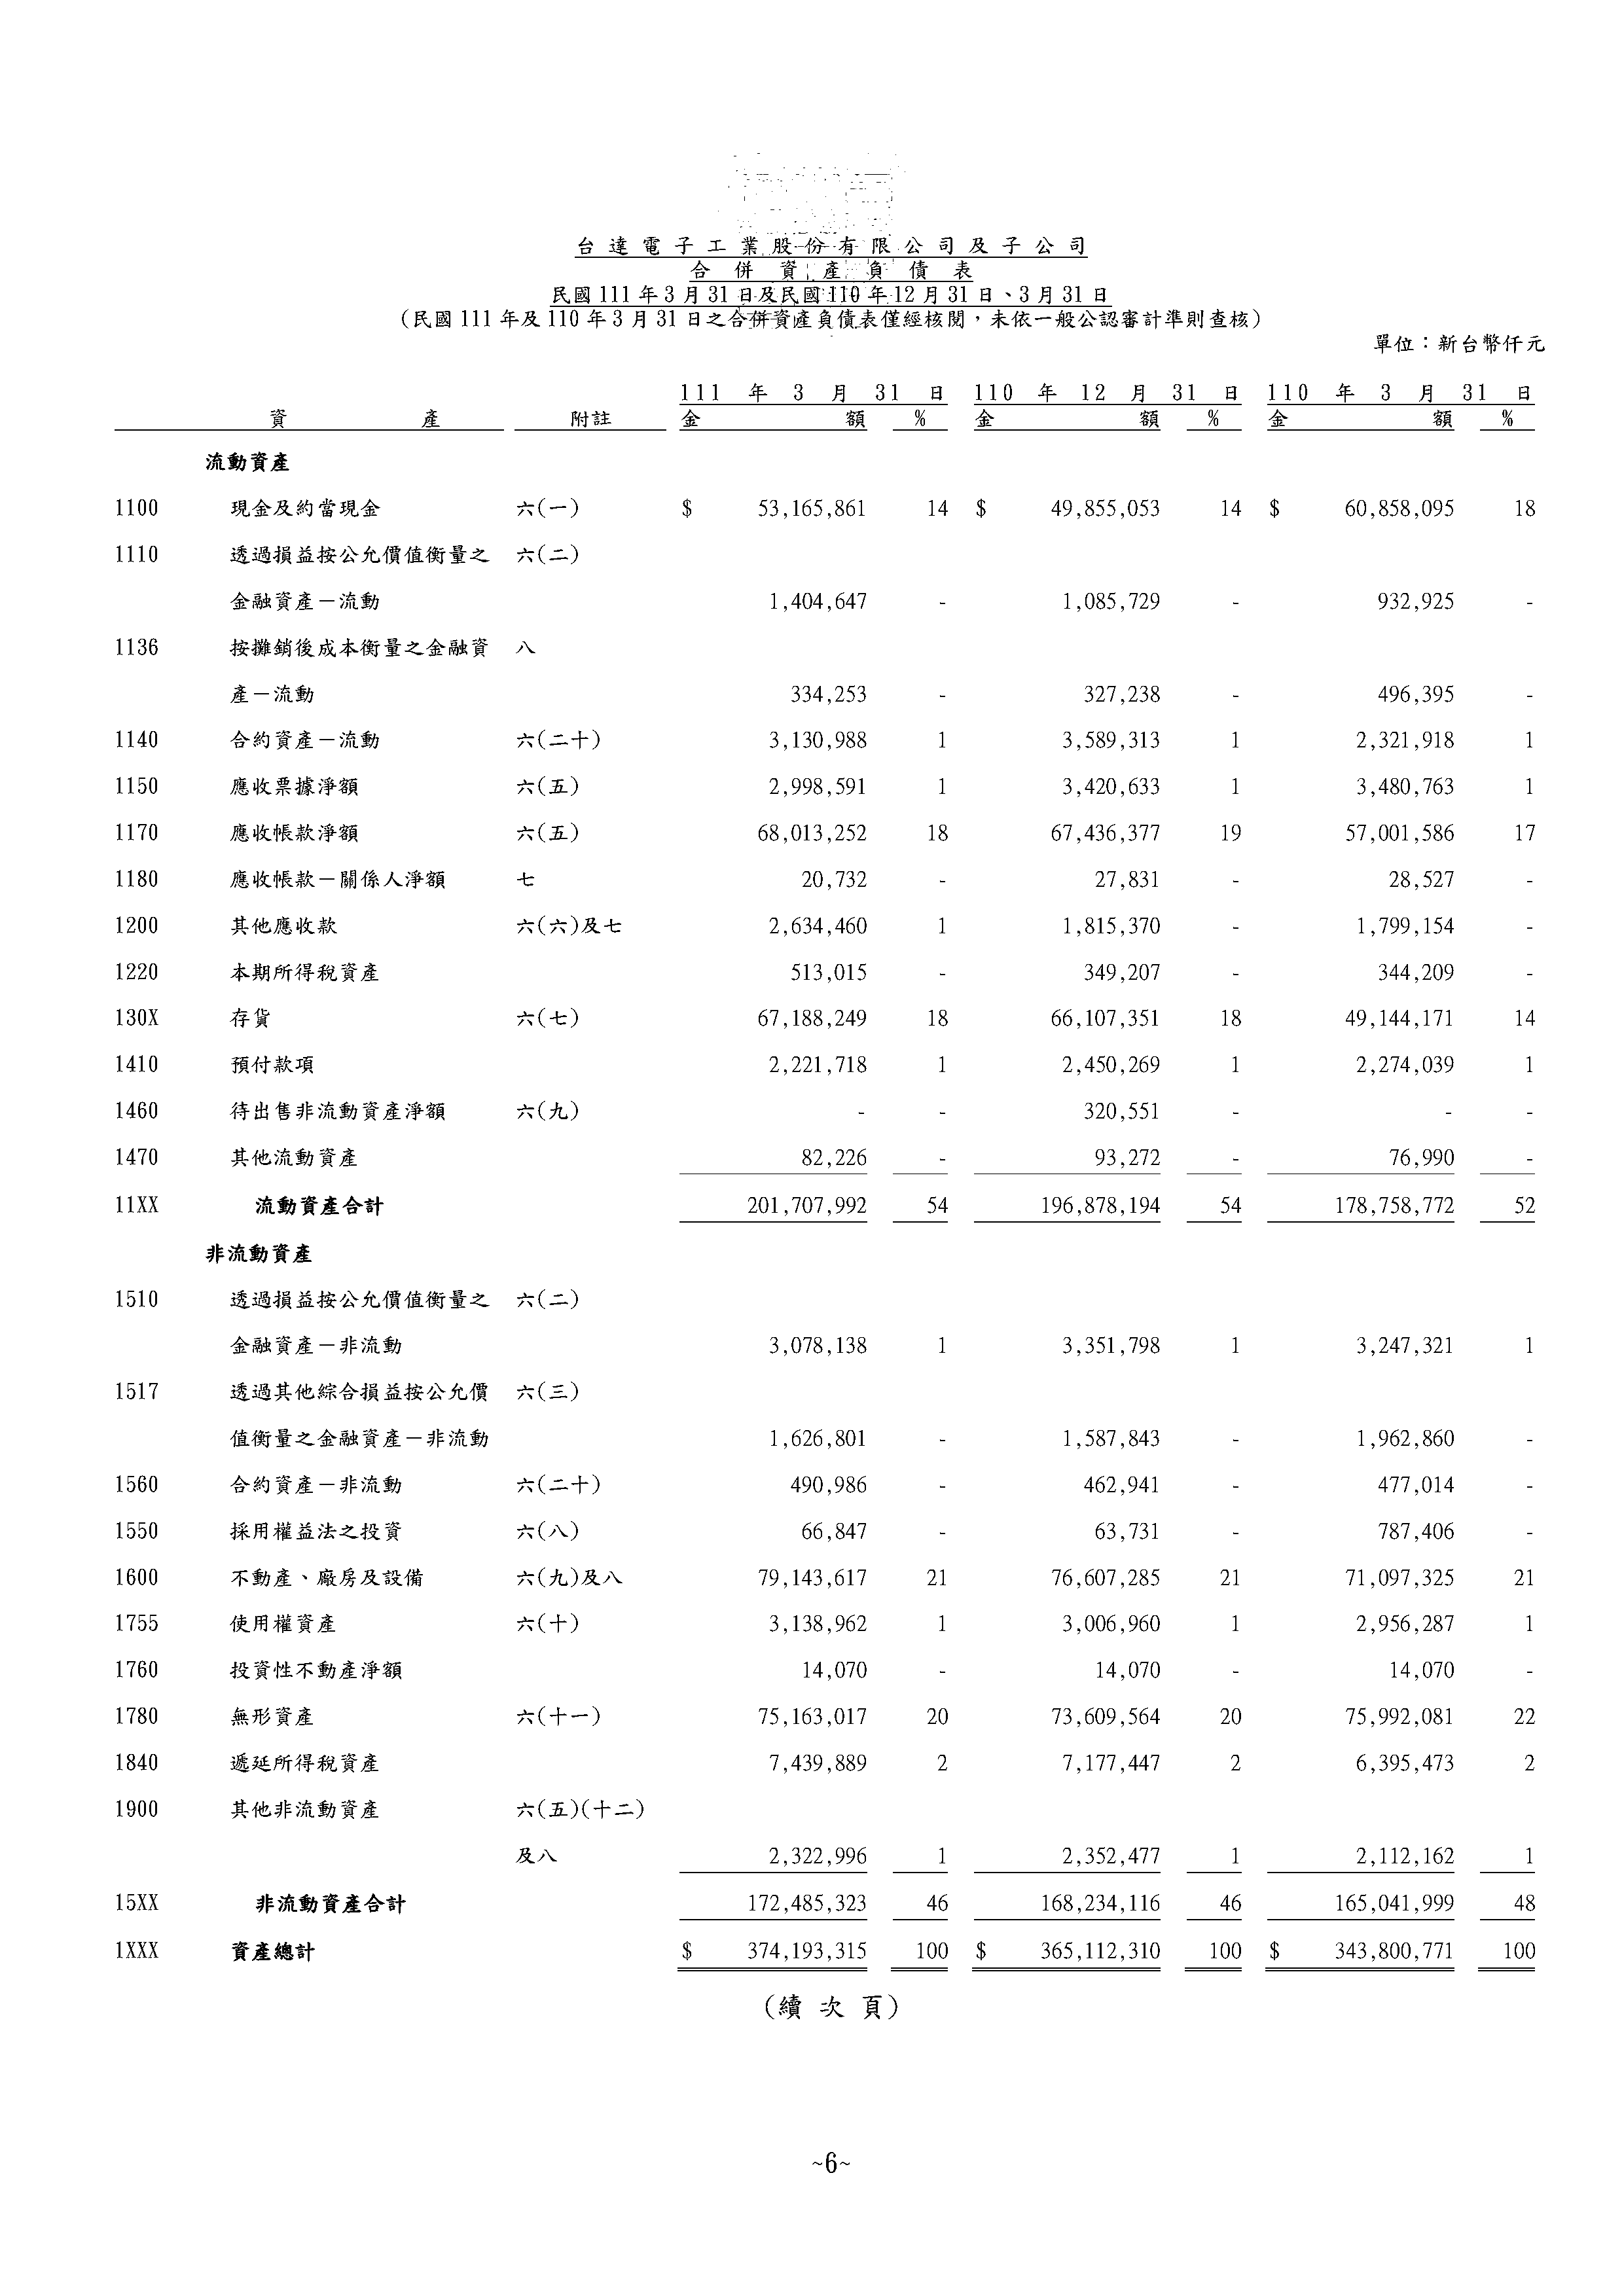 台達電子工業股份有限公司及子公司
合併資產負債表
民國111年3月31日及民國110年12月31日、3月31日
（民國111年及110年3月31日之合併資產負債表僅經核閱，未依一般公認審計準則查核）
單位：新台幣仟元
111 年 3 月 31 日 110 年 12 月 31 日 110 年 3 月 31 日
資 產 附註 金 額 % 金 額 % 金 額 %
流動資產
1100 現金及約當現金 六(一) $ 53,165,861 14 $ 49,855,053 14 $ 60,858,095 18
1110 透過損益按公允價值衡量之 六(二)
金融資產－流動 1,404,647 - 1,085,729 - 932,925 -
1136 按攤銷後成本衡量之金融資 八
產－流動 334,253 - 327,238 - 496,395 -
1140 合約資產－流動 六(二十) 3,130,988 1 3,589,313 1 2,321,918 1
1150 應收票據淨額 六(五) 2,998,591 1 3,420,633 1 3,480,763 1
1170 應收帳款淨額 六(五) 68,013,252 18 67,436,377 19 57,001,586 17
1180 應收帳款－關係人淨額 七 20,732 - 27,831 - 28,527 -
1200 其他應收款 六(六)及七 2,634,460 1 1,815,370 - 1,799,154 -
1220 本期所得稅資產 513,015 - 349,207 - 344,209 -
130X 存貨 六(七) 67,188,249 18 66,107,351 18 49,144,171 14
1410 預付款項 2,221,718 1 2,450,269 1 2,274,039 1
1460 待出售非流動資產淨額 六(九) - - 320,551 - - -
1470 其他流動資產 82,226 - 93,272 - 76,990 -
11XX 流動資產合計 201,707,992 54 196,878,194 54 178,758,772 52
非流動資產
1510 透過損益按公允價值衡量之 六(二)
金融資產－非流動 3,078,138 1 3,351,798 1 3,247,321 1
1517 透過其他綜合損益按公允價 六(三)
值衡量之金融資產－非流動 1,626,801 - 1,587,843 - 1,962,860 -
1560 合約資產－非流動 六(二十) 490,986 - 462,941 - 477,014 -
1550 採用權益法之投資 六(八) 66,847 - 63,731 - 787,406 -
1600 不動產、廠房及設備 六(九)及八 79,143,617 21 76,607,285 21 71,097,325 21
1755 使用權資產 六(十) 3,138,962 1 3,006,960 1 2,956,287 1
1760 投資性不動產淨額 14,070 - 14,070 - 14,070 -
1780 無形資產 六(十一) 75,163,017 20 73,609,564 20 75,992,081 22
1840 遞延所得稅資產 7,439,889 2 7,177,447 2 6,395,473 2
1900 其他非流動資產 六(五)(十二)
及八 2,322,996 1 2,352,477 1 2,112,162 1
15XX 非流動資產合計 172,485,323 46 168,234,116 46 165,041,999 48
1XXX 資產總計 $ 374,193,315 100 $ 365,112,310 100 $ 343,800,771 100
(續次頁)
~6~